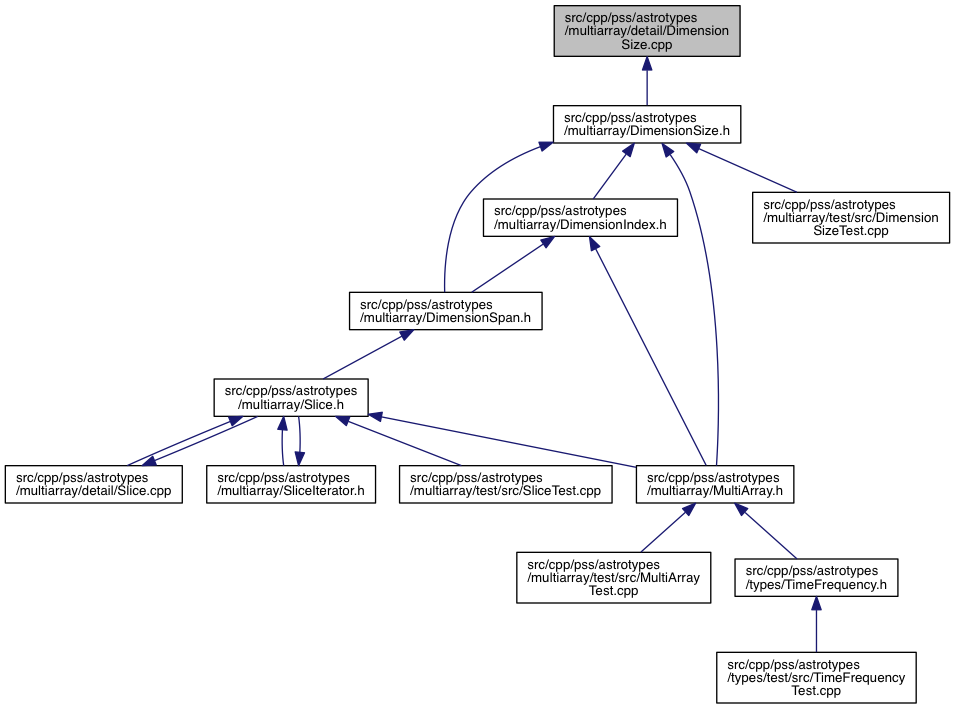 src/cpp/pss/astrotypes
/multiarray/detail/Dimension
Size.cpp
src/cpp/pss/astrotypes
/multiarray/DimensionSize.h
src/cpp/pss/astrotypes
/multiarray/DimensionIndex.h
src/cpp/pss/astrotypes
/multiarray/test/src/Dimension
SizeTest.cpp
src/cpp/pss/astrotypes
/multiarray/DimensionSpan.h
src/cpp/pss/astrotypes
/multiarray/Slice.h
src/cpp/pss/astrotypes
/multiarray/detail/Slice.cpp
src/cpp/pss/astrotypes
/multiarray/SliceIterator.h
src/cpp/pss/astrotypes
/multiarray/test/src/SliceTest.cpp
src/cpp/pss/astrotypes
/multiarray/MultiArray.h
src/cpp/pss/astrotypes
/multiarray/test/src/MultiArray
Test.cpp
src/cpp/pss/astrotypes
/types/TimeFrequency.h
src/cpp/pss/astrotypes
/types/test/src/TimeFrequency
Test.cpp